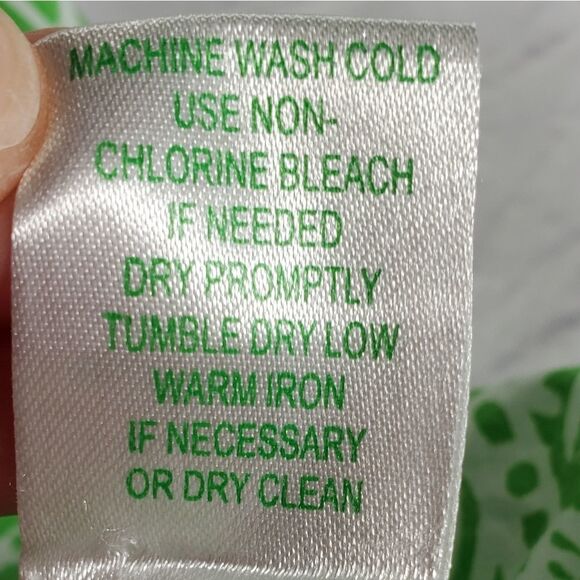 MACHINE WASH COLD
USE NON-
CHLORINE BLEACH
IF NEEDED
DRY PROMPTLY
TUMBLE DRY LOW
WARM IRON
IF NECESSARY
OR DRY CLEAN